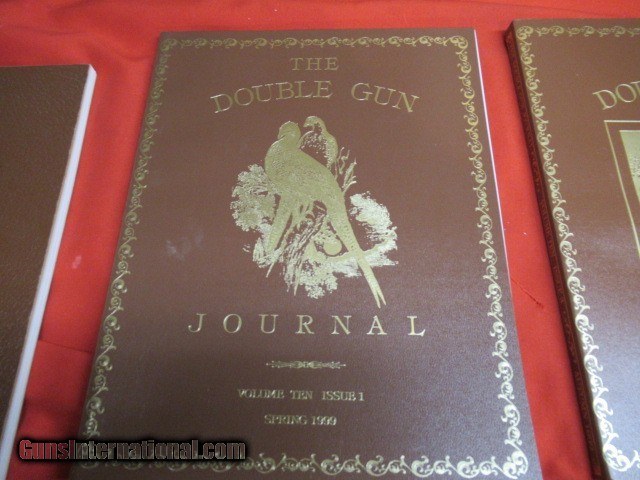 THE
DOUBLE GUN
JOURNAL
VOLUME TEN ISSUE 1
SPRING 1999
GunsInternational.com